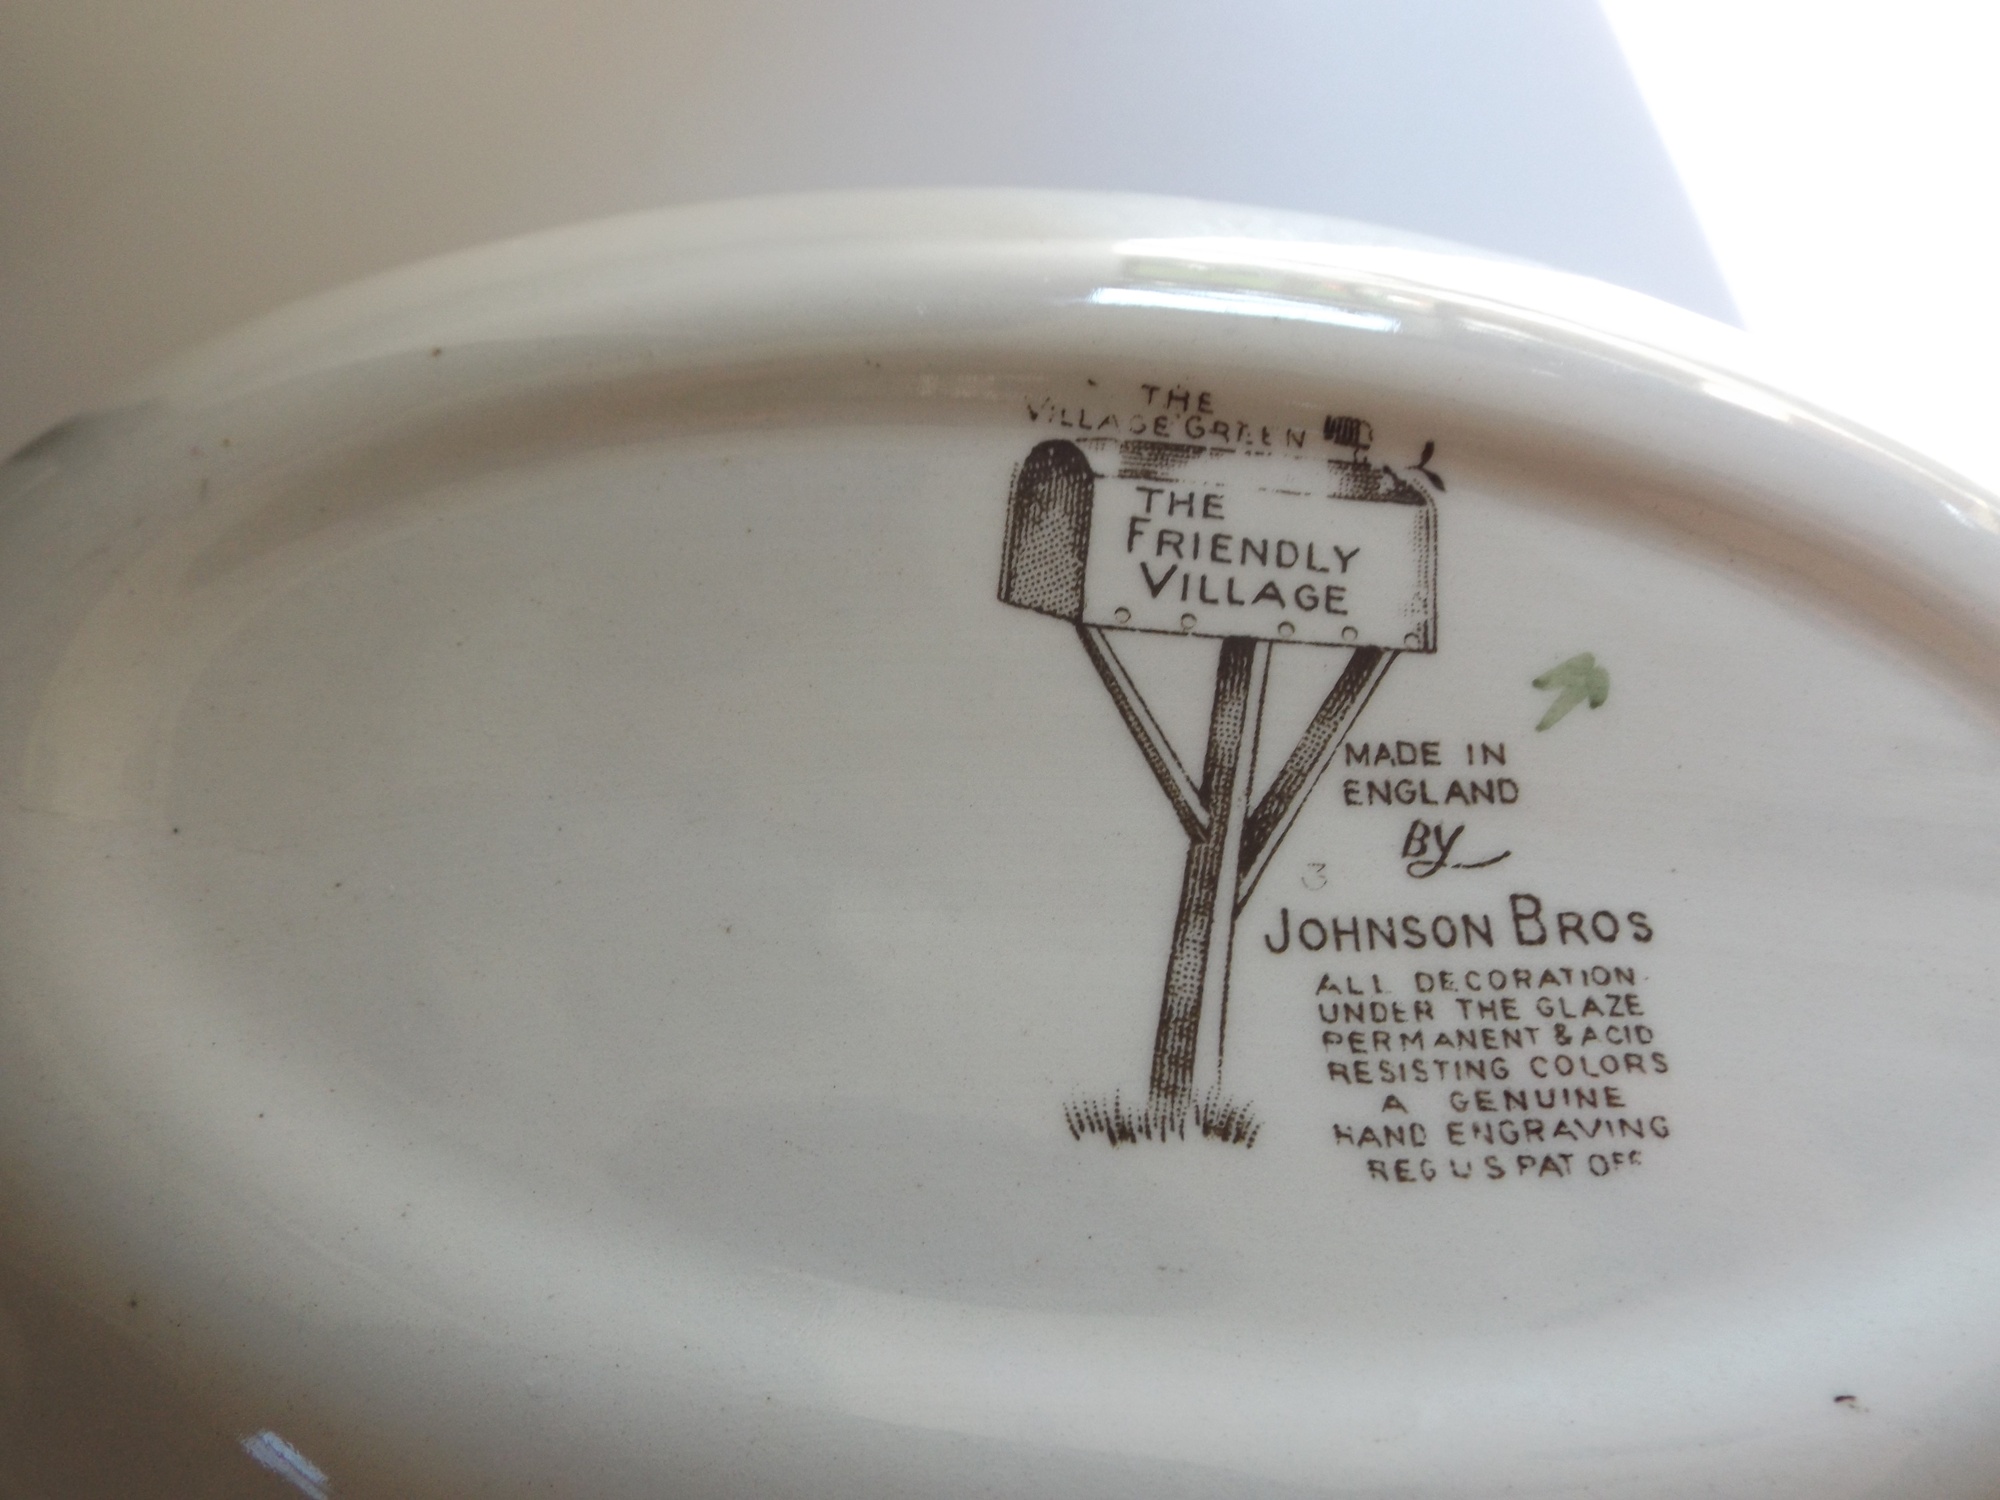 THE
VILLAGE GREEN
THE
FRIENDLY
VILLAGE
MADE IN
ENGLAND
BY
3
JOHNSON BROS
ALL DECORATION
UNDER THE GLAZE
PERMANENT & ACID
RESISTING COLORS
A GENUINE
HAND ENGRAVING
REG U S PAT OFF